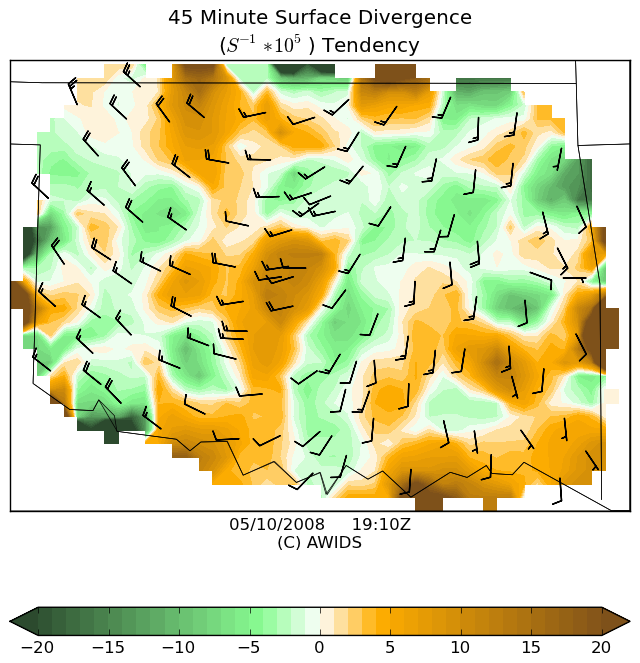 45 Minute Surface Divergence
(S⁻¹ *10⁵ ) Tendency
05/10/2008 19:10Z
(C) AWIDS
−20 −15 −10 −5 0 5 10 15 20